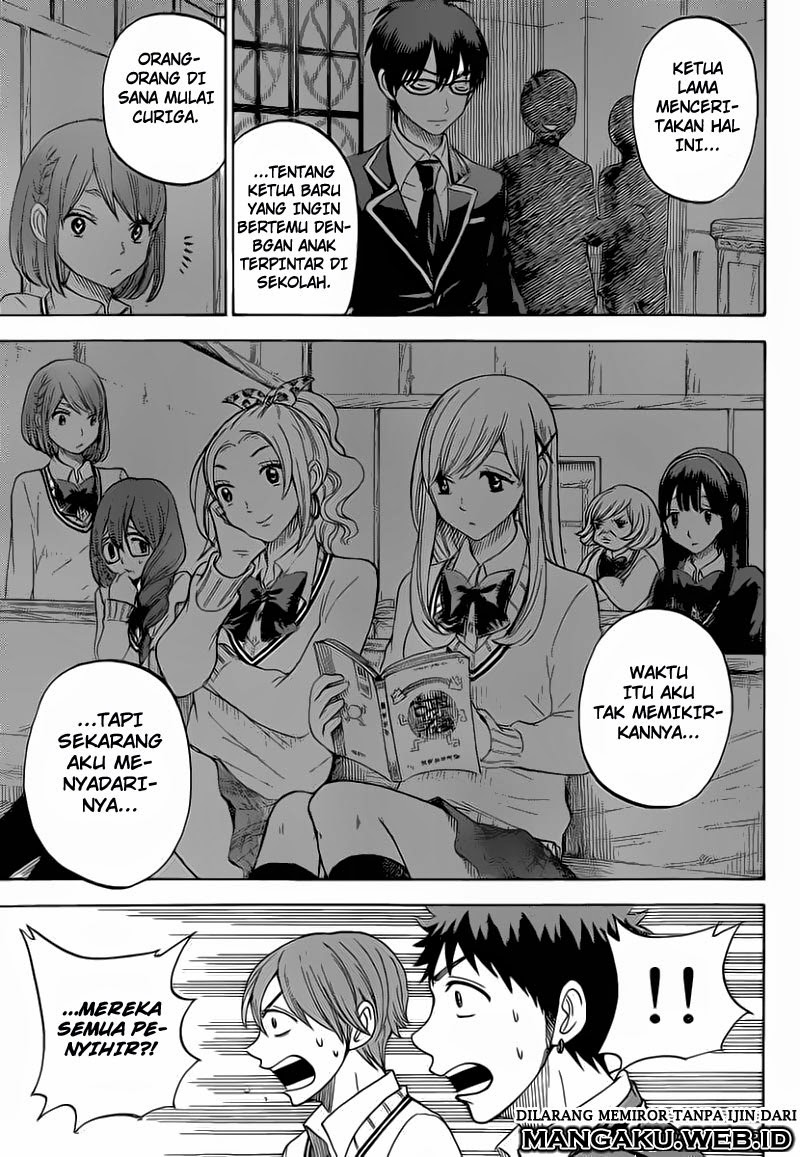 KETUA
LAMA
MENCERI-
TAKAN HAL
INI...
...TENTANG
KETUA BARU
YANG INGIN
BERTEMU DEN-
BGAN ANAK
TERPINTAR DI
SEKOLAH.
ORANG-
ORANG DI
SANA MULAI
CURIGA.
WAKTU
ITU AKU
TAK MEMIKIR-
KANNYA...
...TAPI
SEKARANG
AKU ME-
NYADARI-
NYA...
!!
...MEREKA
SEMUA PE-
NYIHIR?!
DILARANG MEMIROR TANPA IJIN DARI
MANGAKU.WEB.ID